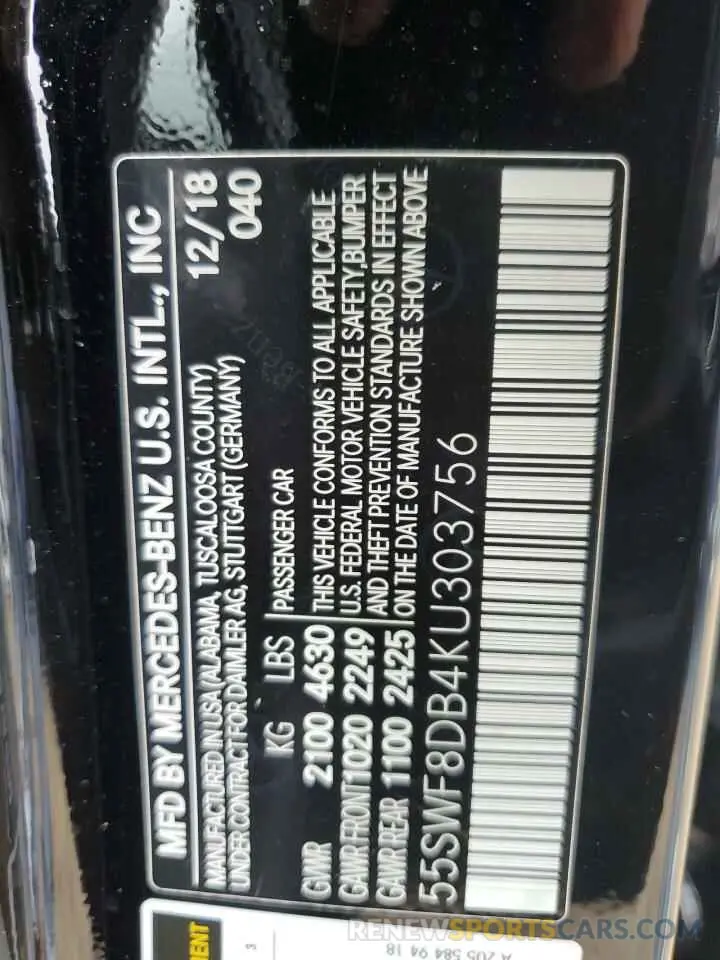 MFD BY MERCEDES-BENZ U.S. INTL., INC
MANUFACTURED IN USA (ALABAMA, TUSCALOOSA COUNTY) 12/18
UNDER CONTRACT FOR DAIMLER AG, STUTTGART (GERMANY) 040
KG LBS PASSENGER CAR
GVWR 2100 4630 THIS VEHICLE CONFORMS TO ALL APPLICABLE
GAWR FRONT 1020 2249 U.S. FEDERAL MOTOR VEHICLE SAFETY, BUMPER
GAWR REAR 1100 2425 AND THEFT PREVENTION STANDARDS IN EFFECT
ON THE DATE OF MANUFACTURE SHOWN ABOVE
55SWF8DB4KU303756
A 205 584 94 18
3
RENEWSPORTSCARS.COM